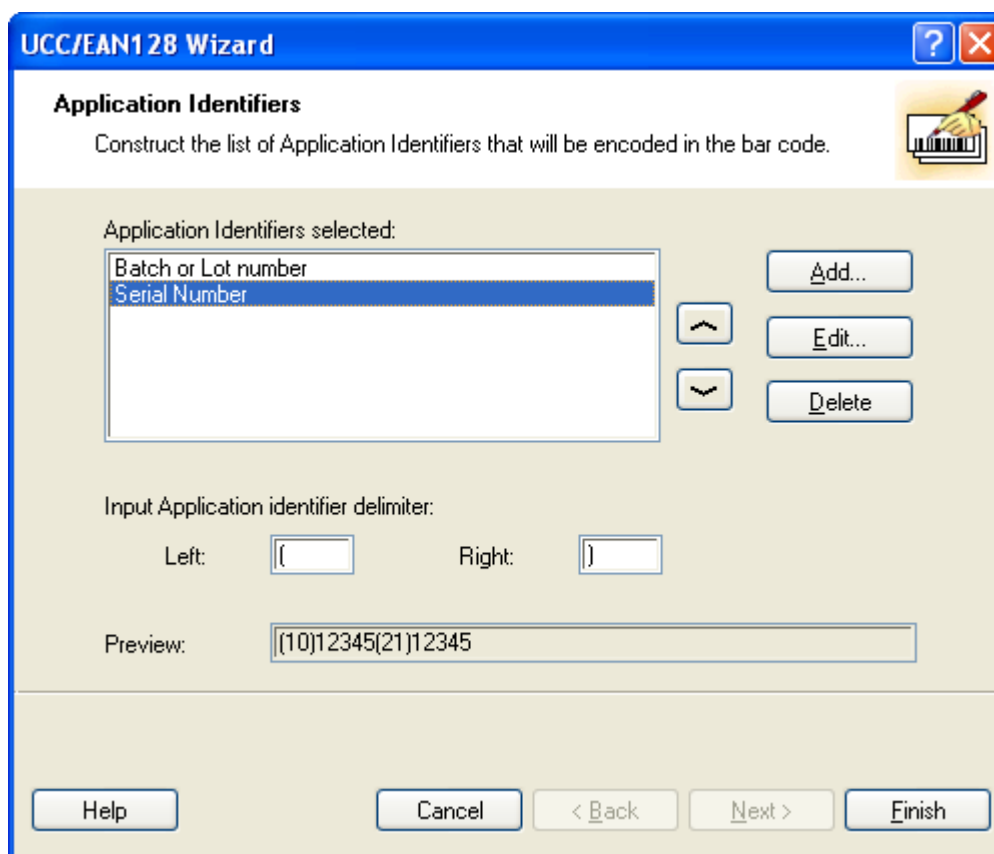 UCC/EAN128 Wizard
Application Identifiers
Construct the list of Application Identifiers that will be encoded in the bar code.
Application Identifiers selected:
Batch or Lot number
Serial Number
Add...
Edit...
Delete
Input Application identifier delimiter:
Left: ( Right: )
Preview: (10)12345(21)12345
Help Cancel < Back Next > Finish